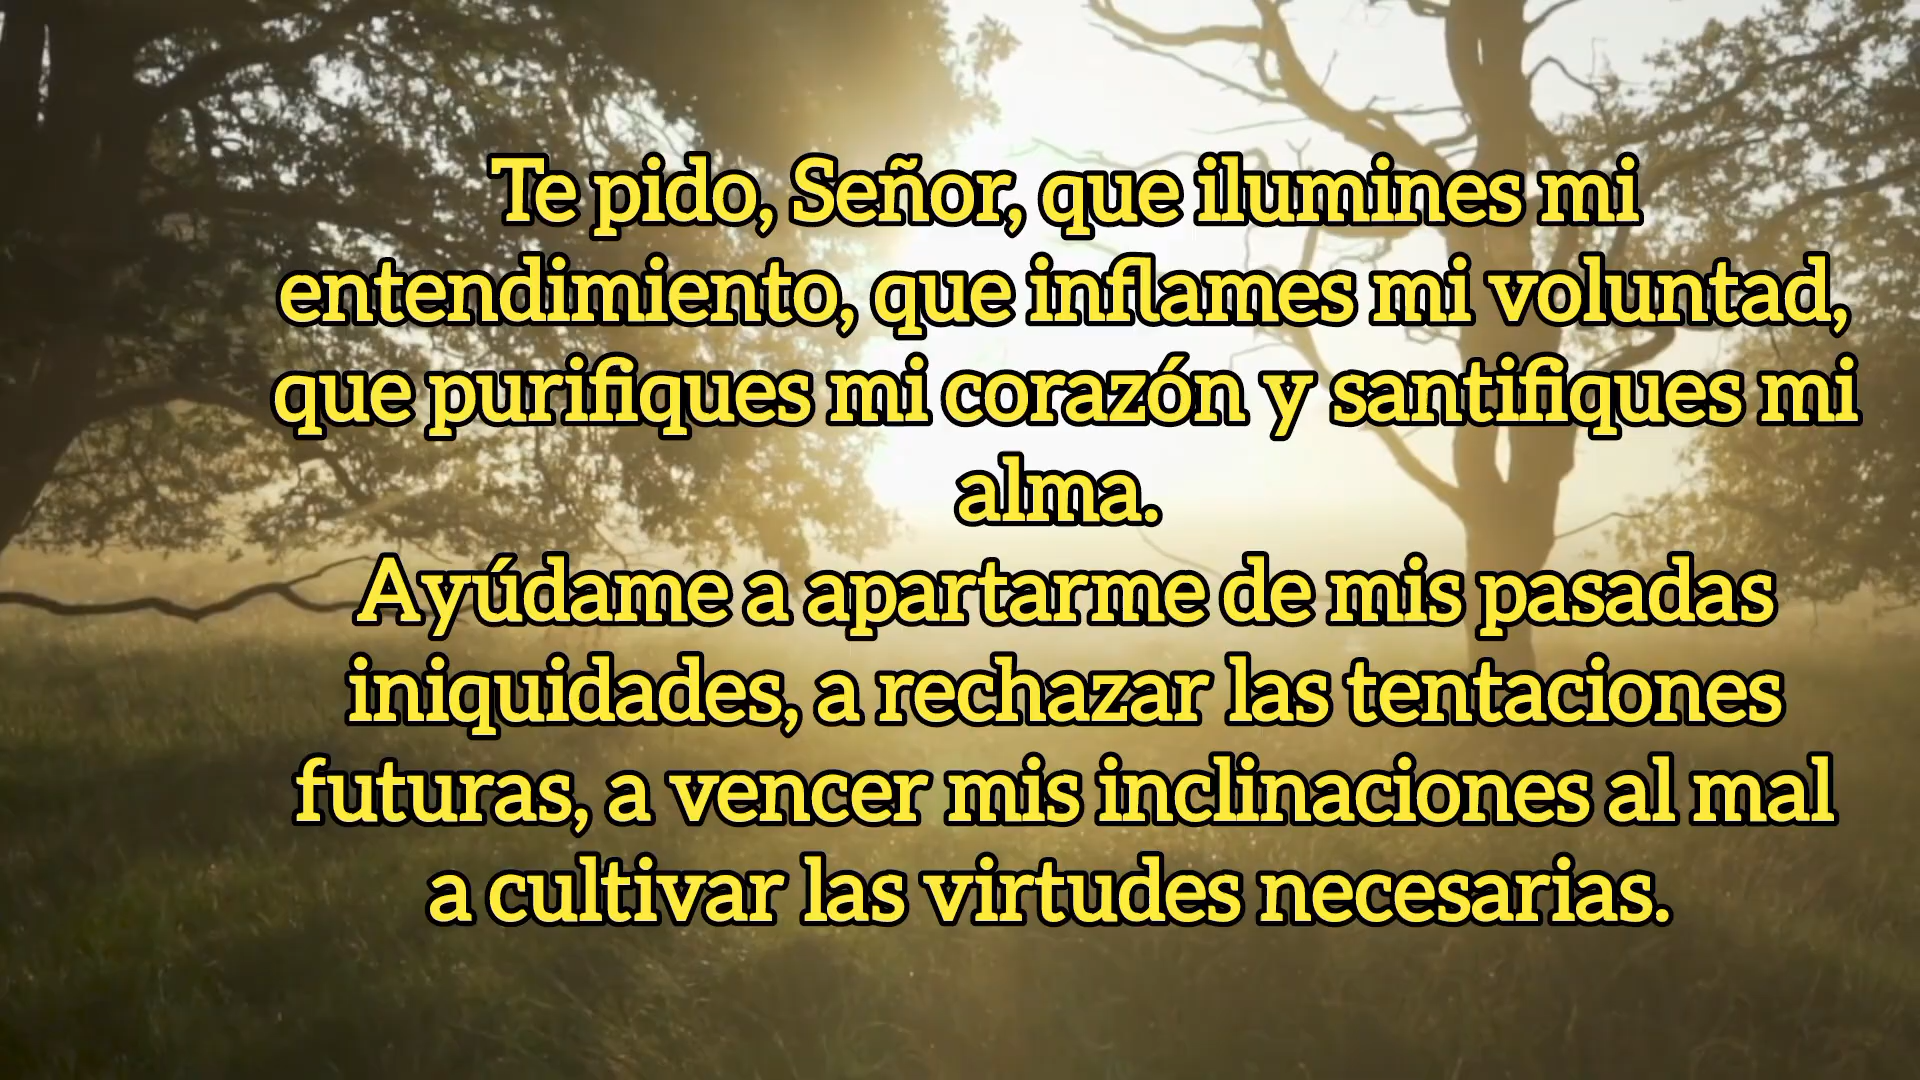 Te pido, Señor, que ilumines mi
entendimiento, que inflames mi voluntad,
que purifiques mi corazón y santifiques mi
alma.
Ayúdame a apartarme de mis pasadas
iniquidades, a rechazar las tentaciones
futuras, a vencer mis inclinaciones al mal
a cultivar las virtudes necesarias.